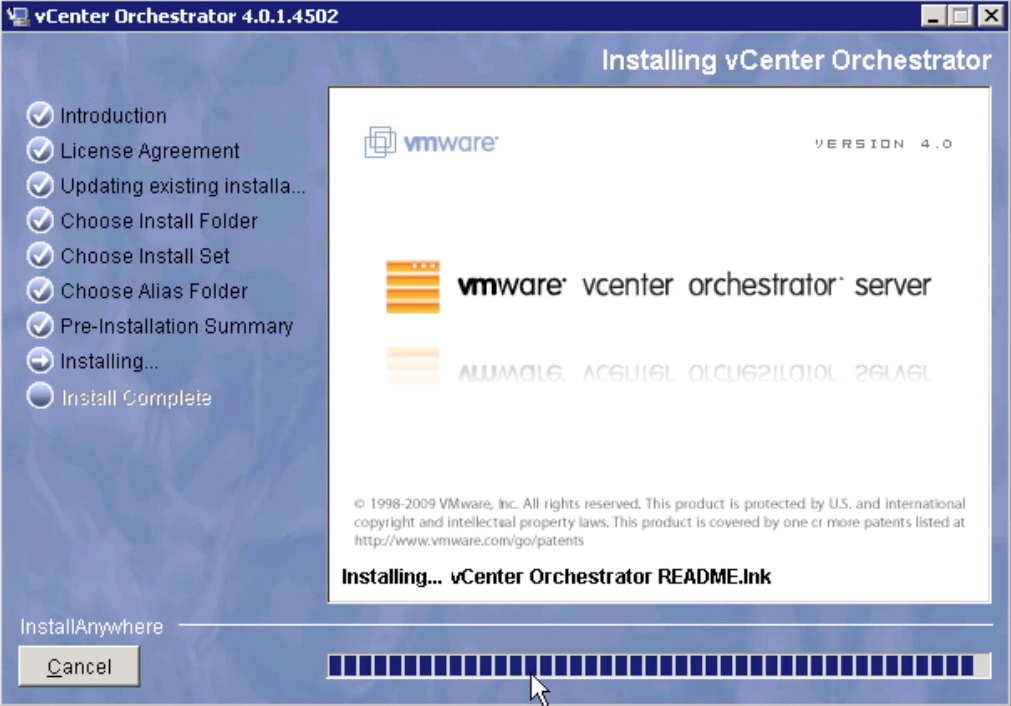 vCenter Orchestrator 4.0.1.4502
Installing vCenter Orchestrator
Introduction
License Agreement
Updating existing installa...
Choose Install Folder
Choose Install Set
Choose Alias Folder
Pre-Installation Summary
Installing...
Install Complete
vmware
VERSION 4.0
vmware vcenter orchestrator server
© 1998-2009 VMware, Inc. All rights reserved. This product is protected by U.S. and international
copyright and intellectual property laws. This product is covered by one or more patents listed at
http://www.vmware.com/go/patents
Installing... vCenter Orchestrator README.lnk
InstallAnywhere
Cancel